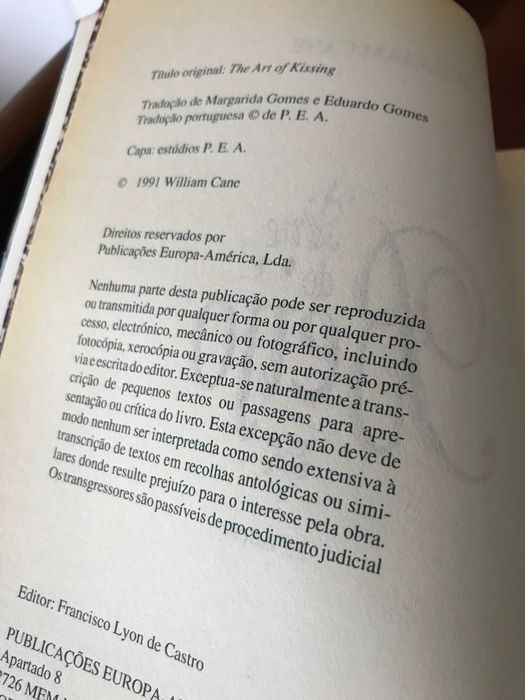 Título original: The Art of Kissing
Tradução de Margarida Gomes e Eduardo Gomes
Tradução portuguesa © de P. E. A.
Capa: estúdios P. E. A.
© 1991 William Cane
Direitos reservados por
Publicações Europa-América, Lda.
Nenhuma parte desta publicação pode ser reproduzida
ou transmitida por qualquer forma ou por qualquer pro-
cesso, electrónico, mecânico ou fotográfico, incluindo
fotocópia, xerocópia ou gravação, sem autorização pré-
via e escrita do editor. Exceptua-se naturalmente a trans-
crição de pequenos textos ou passagens para apre-
sentação ou crítica do livro. Esta excepção não deve de
modo nenhum ser interpretada como sendo extensiva à
transcrição de textos em recolhas antológicas ou simi-
lares donde resulte prejuízo para o interesse pela obra.
Os transgressores são passíveis de procedimento judicial
Editor: Francisco Lyon de Castro
PUBLICAÇÕES EUROPA
Apartado 8
2726 MEM